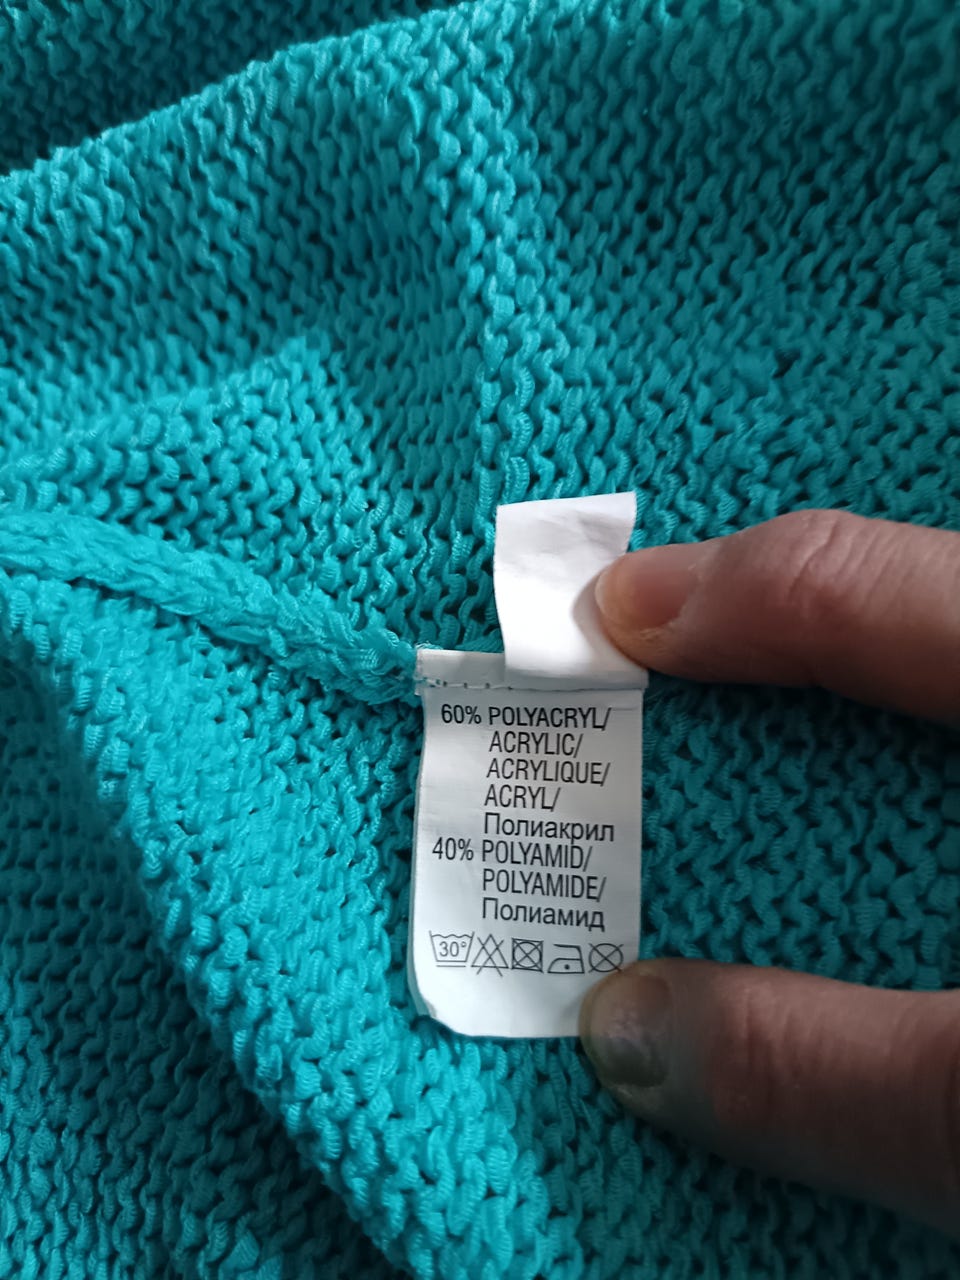 60% POLYACRYL/
ACRYLIC/
ACRYLIQUE/
ACRYL/
Полиакрил
40% POLYAMID/
POLYAMIDE/
Полиамид
30°